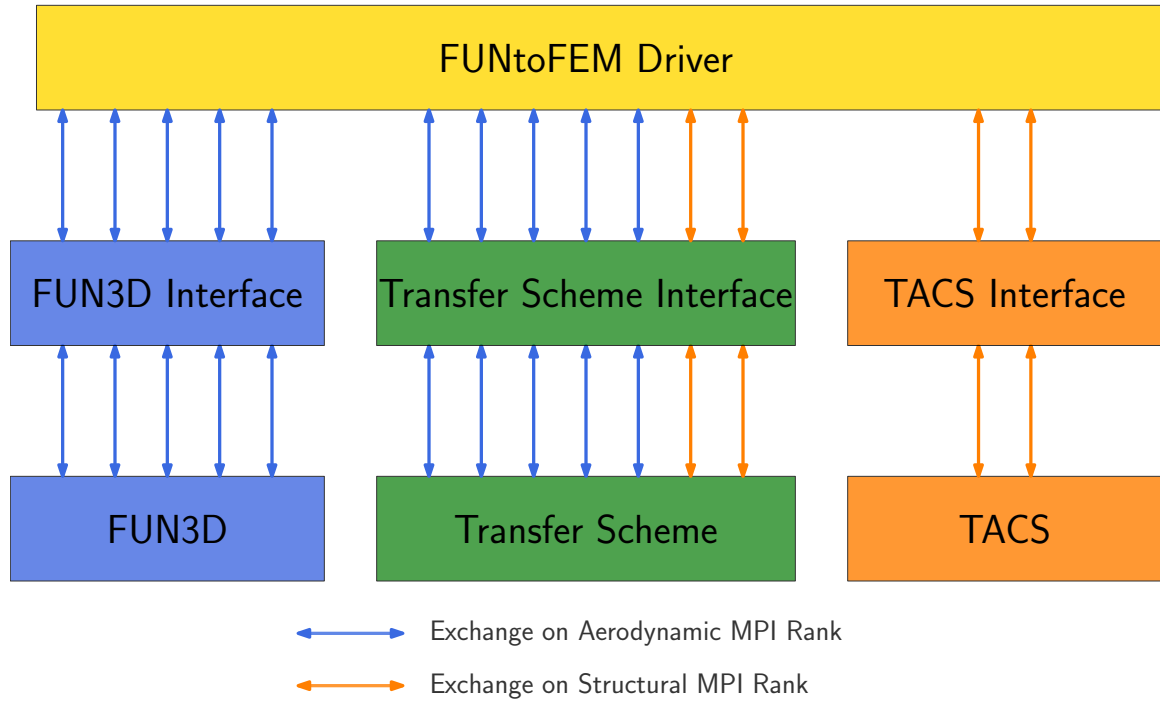 FUNtoFEM Driver
FUN3D Interface
Transfer Scheme Interface
TACS Interface
FUN3D
Transfer Scheme
TACS
Exchange on Aerodynamic MPI Rank
Exchange on Structural MPI Rank